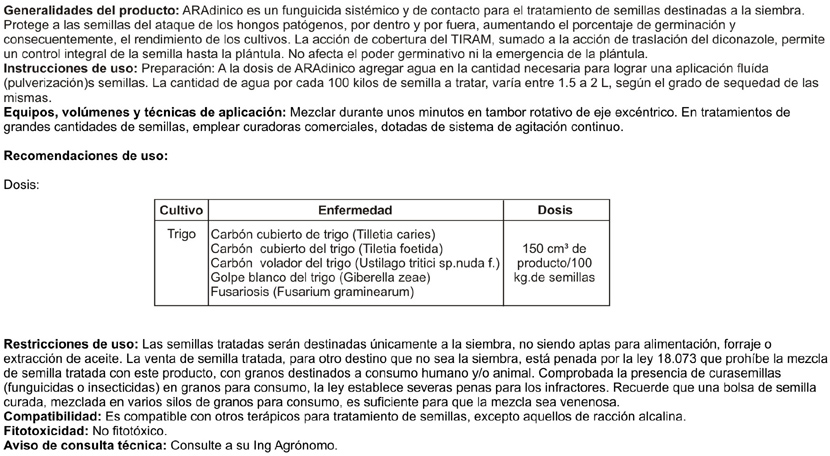 Generalidades del producto: ARAdinico es un funguicida sistémico y de contacto para el tratamiento de semillas destinadas a la siembra.
Protege a las semillas del ataque de los hongos patógenos, por dentro y por fuera, aumentando el porcentaje de germinación y
consecuentemente, el rendimiento de los cultivos. La acción de cobertura del TIRAM, sumado a la acción de traslación del diconazole, permite
un control integral de la semilla hasta la plántula. No afecta el poder germinativo ni la emergencia de la plántula.
Instrucciones de uso: Preparación: A la dosis de ARAdinico agregar agua en la cantidad necesaria para lograr una aplicación fluída
(pulverización)s semillas. La cantidad de agua por cada 100 kilos de semilla a tratar, varía entre 1.5 a 2 L, según el grado de sequedad de las
mismas.
Equipos, volúmenes y técnicas de aplicación: Mezclar durante unos minutos en tambor rotativo de eje excéntrico. En tratamientos de
grandes cantidades de semillas, emplear curadoras comerciales, dotadas de sistema de agitación continuo.
Recomendaciones de uso:
Dosis:
Cultivo Enfermedad Dosis
Trigo Carbón cubierto de trigo (Tilletia caries)
Carbón cubierto del trigo (Tiletia foetida) 150 cm³ de
Carbón volador del trigo (Ustilago tritici sp.nuda f.) producto/100
Golpe blanco del trigo (Giberella zeae) kg.de semillas
Fusariosis (Fusarium graminearum)
Restricciones de uso: Las semillas tratadas serán destinadas únicamente a la siembra, no siendo aptas para alimentación, forraje o
extracción de aceite. La venta de semilla tratada, para otro destino que no sea la siembra, está penada por la ley 18.073 que prohíbe la mezcla
de semilla tratada con este producto, con granos destinados a consumo humano y/o animal. Comprobada la presencia de curasemillas
(funguicidas o insecticidas) en granos para consumo, la ley establece severas penas para los infractores. Recuerde que una bolsa de semilla
curada, mezclada en varios silos de granos para consumo, es suficiente para que la mezcla sea venenosa.
Compatibilidad: Es compatible con otros terápicos para tratamiento de semillas, excepto aquellos de racción alcalina.
Fitotoxicidad: No fitotóxico.
Aviso de consulta técnica: Consulte a su Ing Agrónomo.